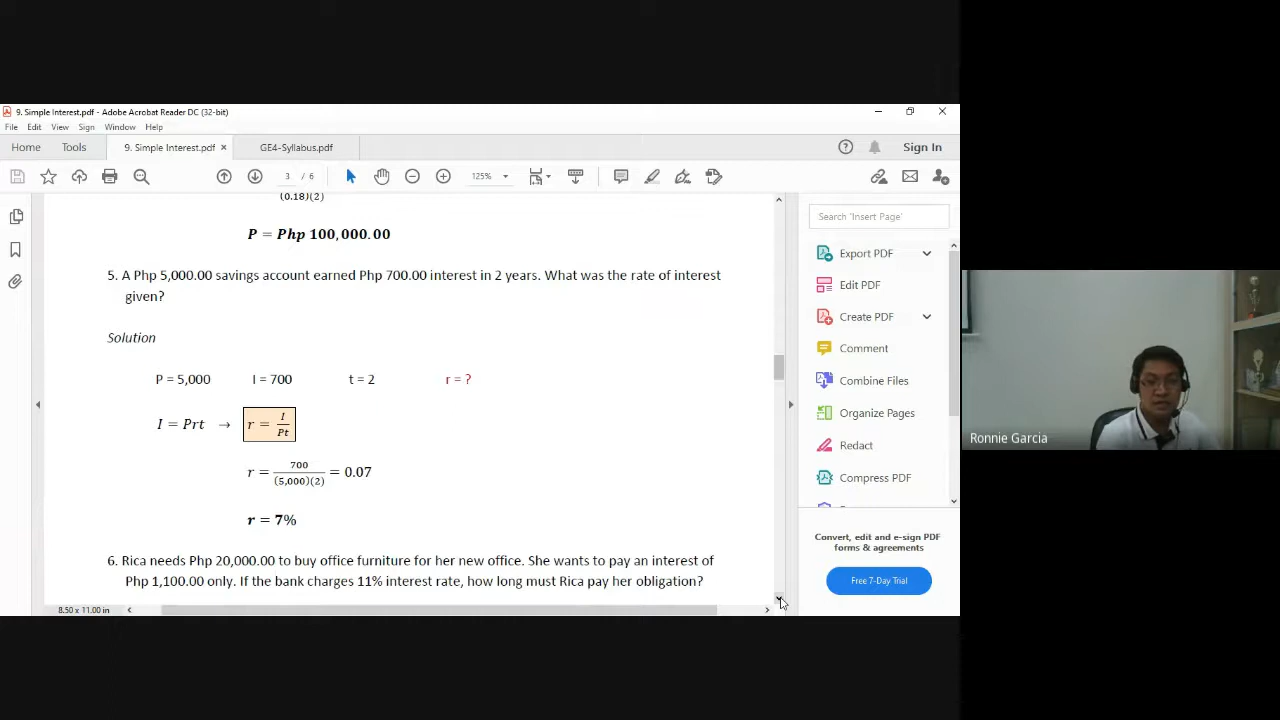 9. Simple Interest.pdf - Adobe Acrobat Reader DC (32-bit)
File Edit View Sign Window Help
Home Tools 9. Simple Interest.pdf × GE4-Syllabus.pdf Sign In
3 / 6 125%
(0.18)(2)
P = Php 100,000.00
5. A Php 5,000.00 savings account earned Php 700.00 interest in 2 years. What was the rate of interest
given?
Solution
P = 5,000 I = 700 t = 2 r = ?
I = Prt → r = I/Pt
r = 700/(5,000)(2) = 0.07
r = 7%
6. Rica needs Php 20,000.00 to buy office furniture for her new office. She wants to pay an interest of
Php 1,100.00 only. If the bank charges 11% interest rate, how long must Rica pay her obligation?
8.50 x 11.00 in
Search 'Insert Page'
Export PDF
Edit PDF
Create PDF
Comment
Combine Files
Organize Pages
Redact
Compress PDF
Convert, edit and e-sign PDF
forms & agreements
Free 7-Day Trial
Ronnie Garcia